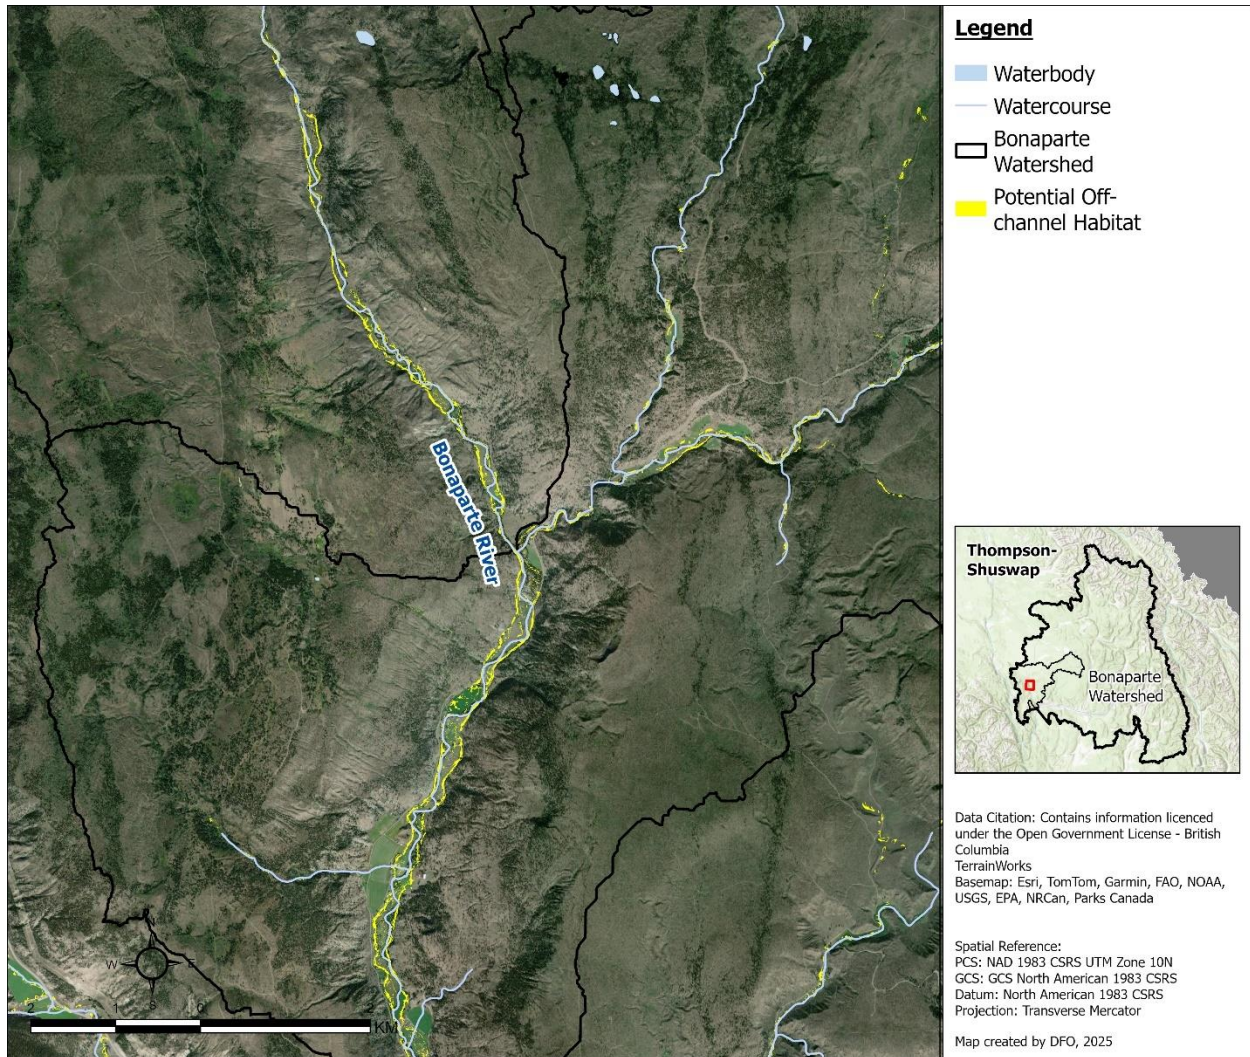 Legend
Waterbody
Watercourse
Bonaparte
Watershed
Potential Off-
channel Habitat
Bonaparte River
Thompson-
Shuswap
Bonaparte
Watershed
W
E
S
2
1
0
KM
Data Citation: Contains information licenced
under the Open Government License - British
Columbia
TerrainWorks
Basemap: Esri, TomTom, Garmin, FAO, NOAA,
USGS, EPA, NRCan, Parks Canada
Spatial Reference:
PCS: NAD 1983 CSRS UTM Zone 10N
GCS: GCS North American 1983 CSRS
Datum: North American 1983 CSRS
Projection: Transverse Mercator
Map created by DFO, 2025